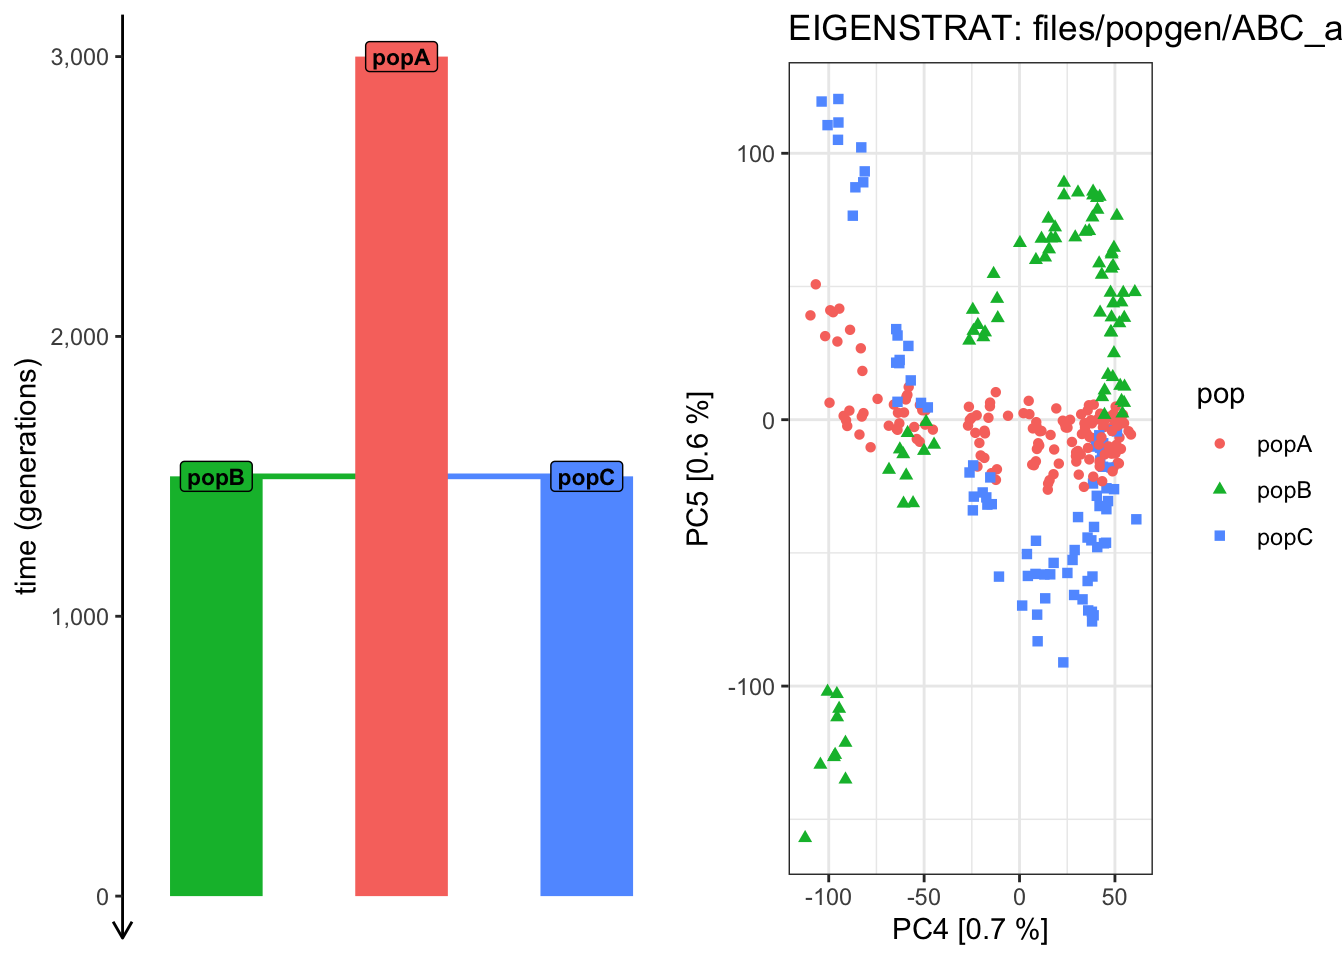 time (generations)
3,000
2,000
1,000
0
popA
popB
popC
EIGENSTRAT: files/popgen/ABC_a
PC5 [0.6 %]
100
0
-100
-100
-50
0
50
PC4 [0.7 %]
pop
popA
popB
popC